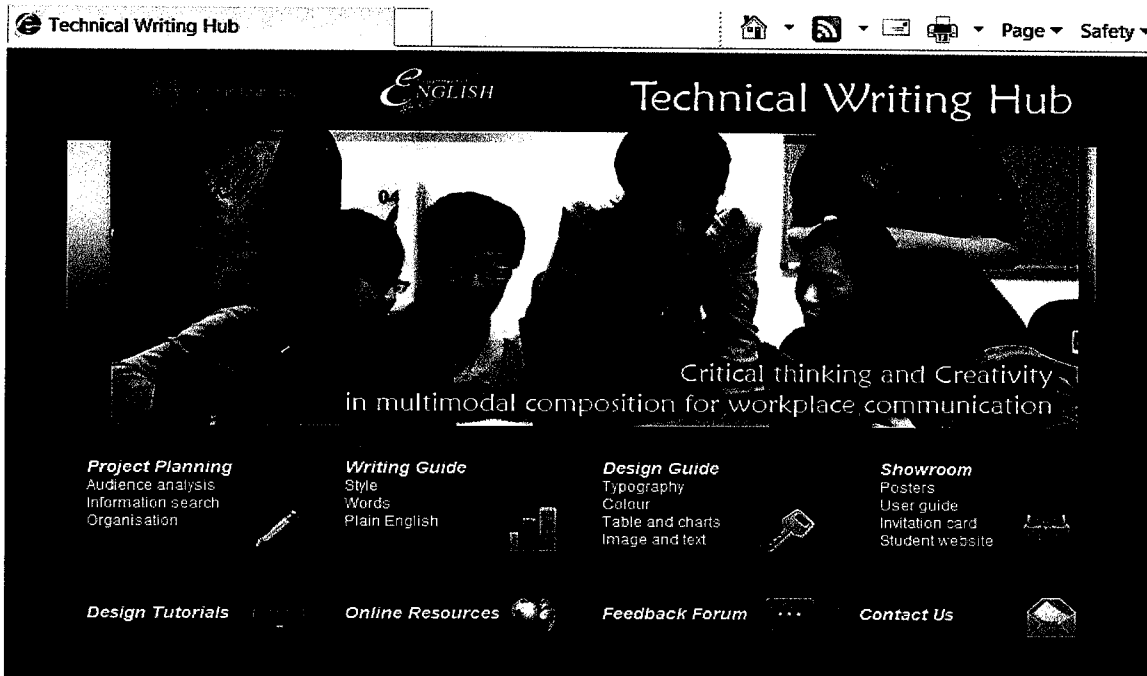 Technical Writing Hub
Page Safety
ENGLISH
Technical Writing Hub
04
Critical thinking and Creativity
in multimodal composition for workplace communication
Project Planning
Audience analysis
Information search
Organisation
Writing Guide
Style
Words
Plain English
Design Guide
Typography
Colour
Table and charts
Image and text
Showroom
Posters
User guide
Invitation card
Student website
Design Tutorials
Online Resources
Feedback Forum
Contact Us